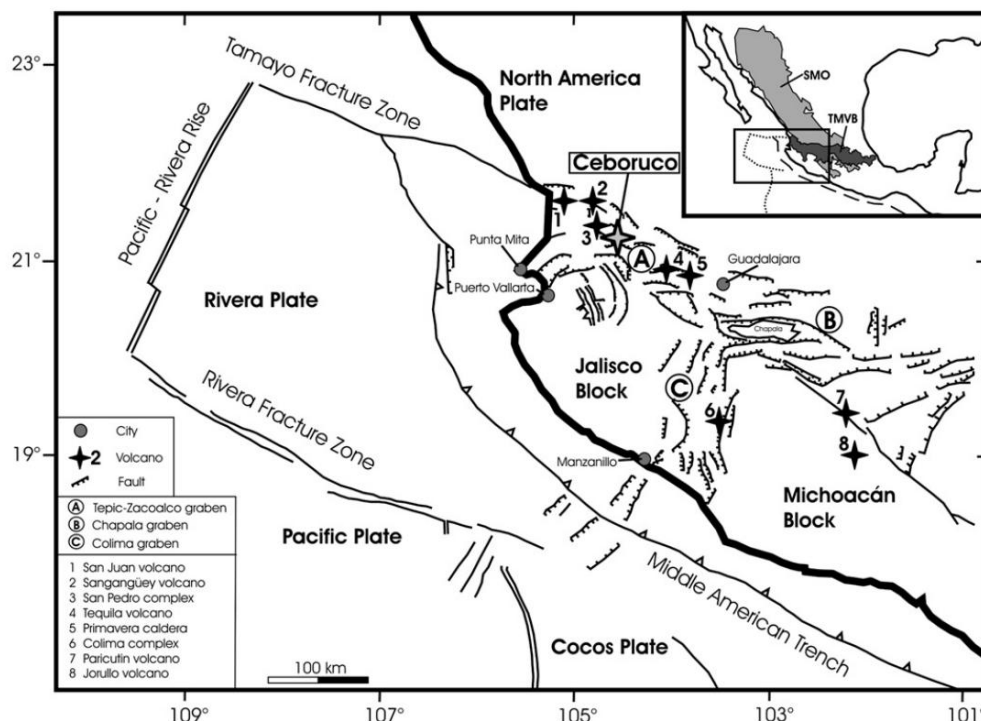 23°
21°
19°
109°
107°
105°
103°
101°
Tamayo Fracture Zone
North America
Plate
SMO
TMVB
Pacific - Rivera Rise
Ceboruco
1
2
3
A
4
5
Punta Mita
Puerto Vallarta
Guadalajara
Rivera Plate
Chapala
B
Jalisco
Block
C
6
7
8
Rivera Fracture Zone
Manzanillo
Michoacán
Block
Pacific Plate
Middle American Trench
Cocos Plate
City
2 Volcano
Fault
A Tepic-Zacoalco graben
B Chapala graben
C Colima graben
1 San Juan volcano
2 Sangangüey volcano
3 San Pedro complex
4 Tequila volcano
5 Primavera caldera
6 Colima complex
7 Paricutin volcano
8 Jorullo volcano
100 km